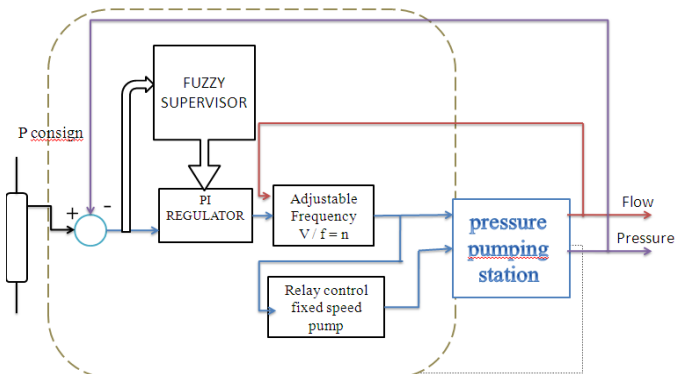 FUZZY
SUPERVISOR
P consign
+
-
PI
REGULATOR
Adjustable
Frequency
V / f = n
pressure
pumping
station
Flow
Pressure
Relay control
fixed speed
pump